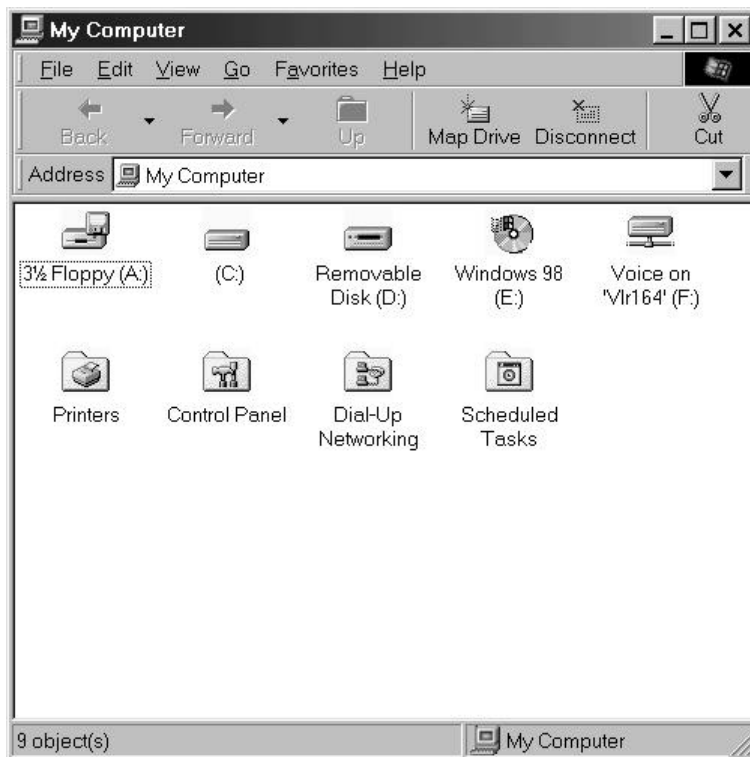 My Computer
File Edit View Go Favorites Help
Back Forward Up Map Drive Disconnect Cut
Address My Computer
3½ Floppy (A:) (C:) Removable Disk (D:) Windows 98 (E:) Voice on 'Vlr164' (F:)
Printers Control Panel Dial-Up Networking Scheduled Tasks
9 object(s) My Computer